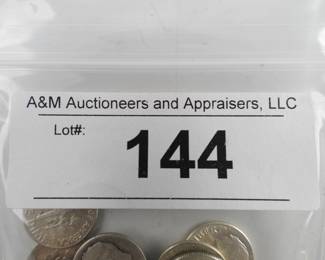 A&M Auctioneers and Appraisers, LLC
Lot#:
144